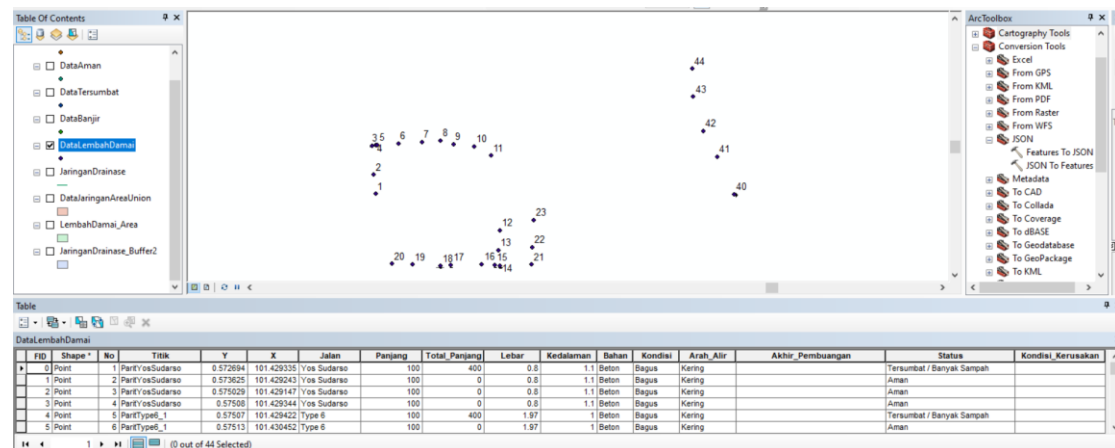 Table Of Contents
DataAman
DataTersumbat
DataBanjir
DataLembahDamai
JaringanDrainase
DataJaringanAreaUnion
LembahDamai_Area
JaringanDrainase_Buffer2
44
43
42
41
40
3 5 6 7 8 9 10
4 11
2
1
23
12
13 22
20 19 18 17 16 15 21
14
ArcToolbox
Cartography Tools
Conversion Tools
Excel
From GPS
From KML
From PDF
From Raster
From WFS
JSON
Features To JSON
JSON To Features
Metadata
To CAD
To Collada
To Coverage
To dBASE
To Geodatabase
To GeoPackage
To KML
Table
DataLembahDamai
FID Shape * No Titik Y X Jalan Panjang Total_Panjang Lebar Kedalaman Bahan Kondisi Arah_Alir Akhir_Pembuangan Status Kondisi_Kerusakan
0 Point 1 ParitYosSudarso 0.572694 101.429335 Yos Sudarso 100 400 0.8 1.1 Beton Bagus Kering Tersumbat / Banyak Sampah
1 Point 2 ParitYosSudarso 0.573625 101.429243 Yos Sudarso 100 0 0.8 1.1 Beton Bagus Kering Aman
2 Point 3 ParitYosSudarso 0.575029 101.429147 Yos Sudarso 100 0 0.8 1.1 Beton Bagus Kering Aman
3 Point 4 ParitYosSudarso 0.57508 101.429344 Yos Sudarso 100 0 0.8 1.1 Beton Bagus Kering Aman
4 Point 5 ParitType6_1 0.57507 101.429422 Type 6 100 400 1.97 1 Beton Bagus Kering Tersumbat / Banyak Sampah
5 Point 6 ParitType6_1 0.57513 101.430452 Type 6 100 0 1.97 1 Beton Bagus Kering Aman
1 (0 out of 44 Selected)